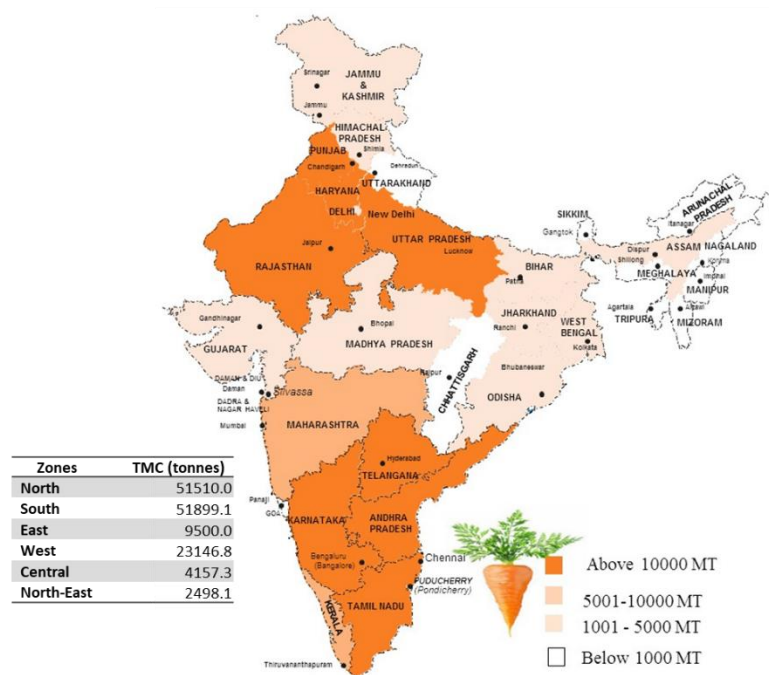 Srinagar
JAMMU
&
KASHMIR
Jammu
HIMACHAL
PRADESH
Shimla
PUNJAB
Chandigarh
Dehradun
UTTARAKHAND
HARYANA
DELHI
New Delhi
ARUNACHAL
PRADESH
Itanagar
SIKKIM
Gangtok
UTTAR PRADESH
Lucknow
Jaipur
RAJASTHAN
ASSAM
NAGALAND
Dispur
Shillong
Imphal
MEGHALAYA
MANIPUR
BIHAR
Patna
Agartala
TRIPURA
MIZORAM
JHARKHAND
Ranchi
WEST
BENGAL
Kolkata
Gandhinagar
GUJARAT
Bhopal
MADHYA PRADESH
CHHATTISGARH
Bhubaneswar
ODISHA
DAMAN & DIU
Daman
DADRA &
NAGAR HAVELI
Mumbai
MAHARASHTRA
Hyderabad
TELANGANA
Panaji
GOA
KARNATAKA
ANDHRA
PRADESH
Bengaluru
(Bangalore)
Chennai
PUDUCHERRY
(Pondicherry)
TAMIL NADU
KERALA
Thiruvananthapuram
Zones TMC (tonnes)
North 51510.0
South 51899.1
East 9500.0
West 23146.8
Central 4157.3
North-East 2498.1
Above 10000 MT
5001-10000 MT
1001 - 5000 MT
Below 1000 MT